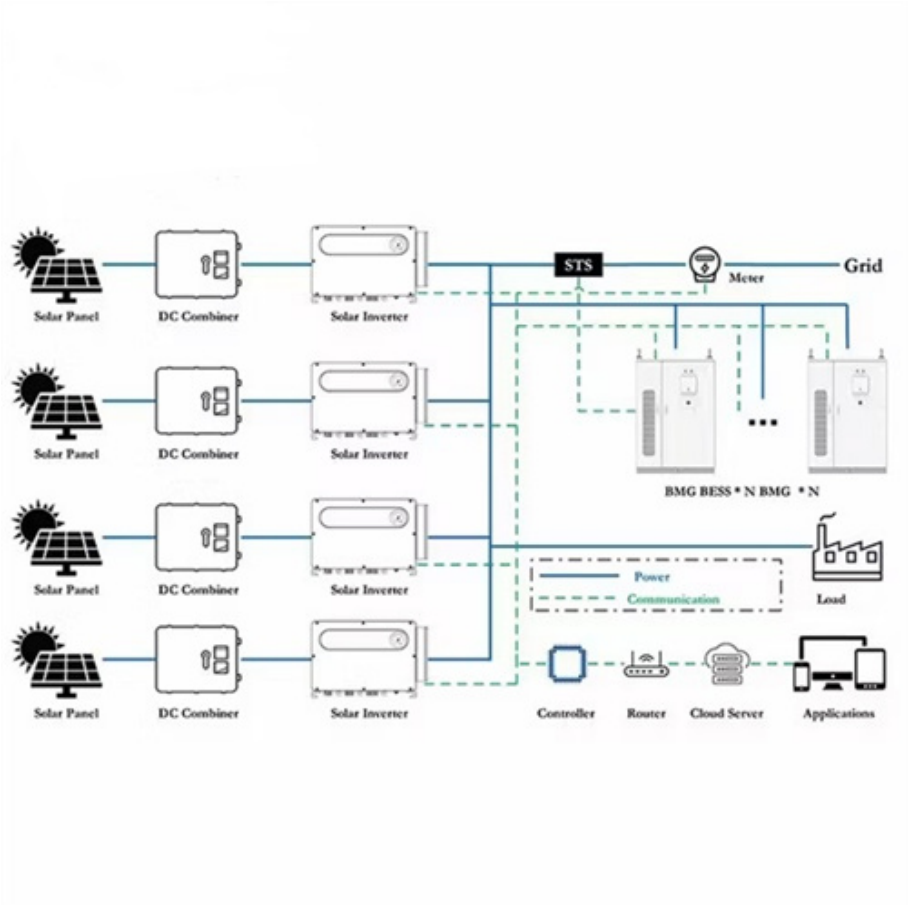 STS
Grid
Meter
Solar Panel DC Combiner Solar Inverter
Solar Panel DC Combiner Solar Inverter
BMG BESS * N BMG * N
Solar Panel DC Combiner Solar Inverter
Power
Communication
Load
Solar Panel DC Combiner Solar Inverter
Controller Router Cloud Server Applications